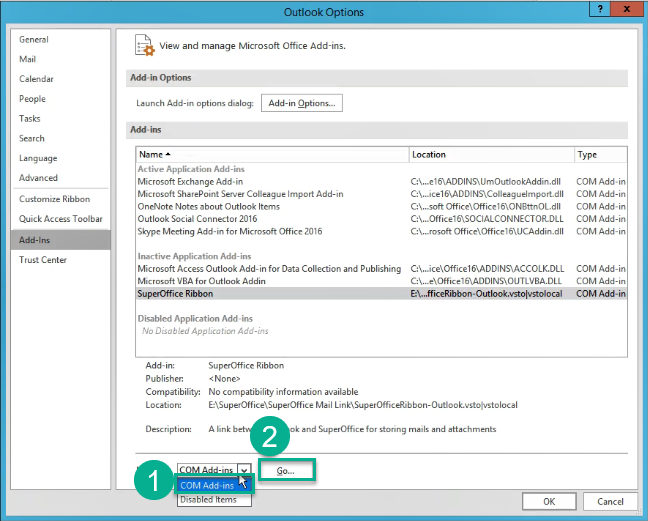 Outlook Options
? x
General
Mail
Calendar
People
Tasks
Search
Language
Advanced
Customize Ribbon
Quick Access Toolbar
Add-Ins
Trust Center
View and manage Microsoft Office Add-ins.
Add-in Options
Launch Add-in options dialog: Add-in Options...
Add-ins
Name Location Type
Active Application Add-ins
Microsoft Exchange Add-in C:\...e16\ADDINS\UmOutlookAddin.dll COM Add-in
Microsoft SharePoint Server Colleague Import Add-in C:\...e16\ADDINS\ColleagueImport.dll COM Add-in
OneNote Notes about Outlook Items C:\...soft Office\Office16\ONBttnOL.dll COM Add-in
Outlook Social Connector 2016 C:\...Office16\SOCIALCONNECTOR.DLL COM Add-in
Skype Meeting Add-in for Microsoft Office 2016 C:\...rosoft Office\Office16\UCAddin.dll COM Add-in
Inactive Application Add-ins
Microsoft Access Outlook Add-in for Data Collection and Publishing C:\...ice\Office16\ADDINS\ACCOLK.DLL COM Add-in
Microsoft VBA for Outlook Addin C:\...e\Office16\ADDINS\OUTLVBA.DLL COM Add-in
SuperOffice Ribbon E:\...fficeRibbon-Outlook.vsto|vstolocal COM Add-in
Disabled Application Add-ins
No Disabled Application Add-ins
Add-in: SuperOffice Ribbon
Publisher: <None>
Compatibility: No compatibility information available
Location: E:\SuperOffice\SuperOffice Mail Link\SuperOfficeRibbon-Outlook.vsto|vstolocal
Description: A link between Outlook and SuperOffice for storing mails and attachments
2
1
COM Add-ins Go...
COM Add-ins
Disabled Items
OK Cancel